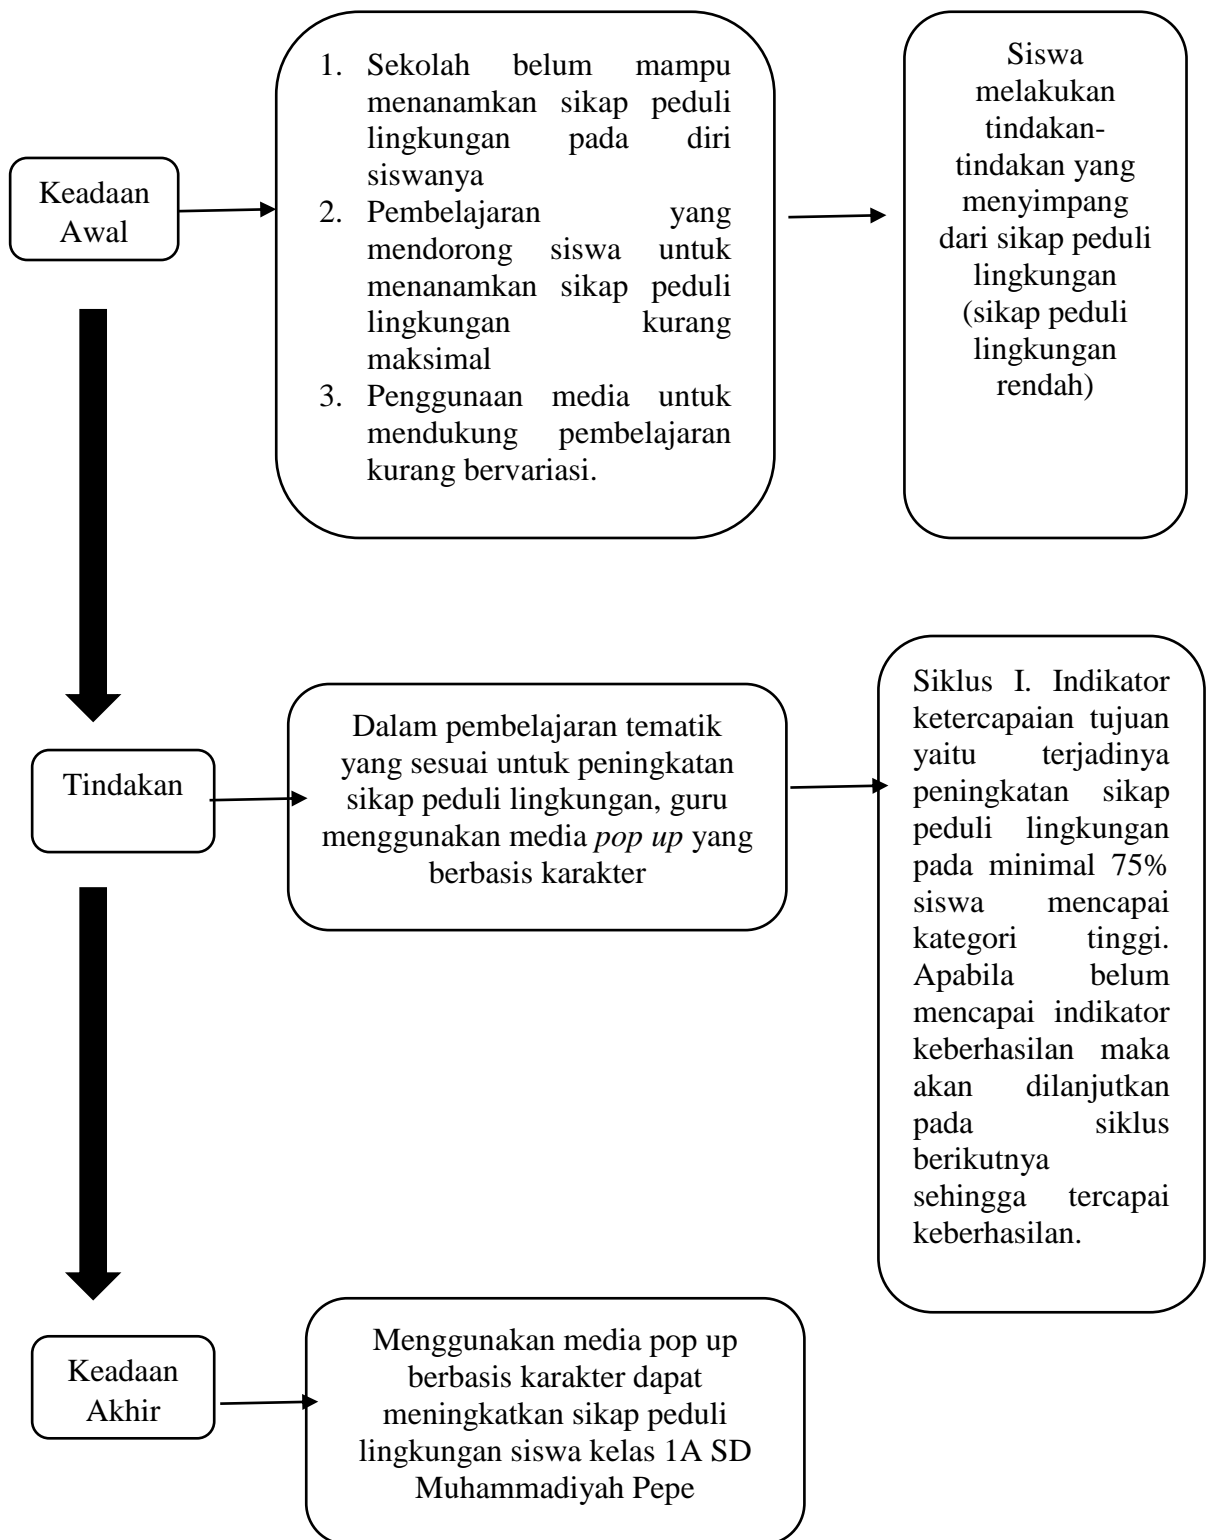 Keadaan
Awal
1. Sekolah belum mampu
menanamkan sikap peduli
lingkungan pada diri
siswanya
2. Pembelajaran yang
mendorong siswa untuk
menanamkan sikap peduli
lingkungan kurang
maksimal
3. Penggunaan media untuk
mendukung pembelajaran
kurang bervariasi.
Siswa
melakukan
tindakan-
tindakan yang
menyimpang
dari sikap peduli
lingkungan
(sikap peduli
lingkungan
rendah)
Tindakan
Dalam pembelajaran tematik
yang sesuai untuk peningkatan
sikap peduli lingkungan, guru
menggunakan media pop up yang
berbasis karakter
Siklus I. Indikator
ketercapaian tujuan
yaitu terjadinya
peningkatan sikap
peduli lingkungan
pada minimal 75%
siswa mencapai
kategori tinggi.
Apabila belum
mencapai indikator
keberhasilan maka
akan dilanjutkan
pada siklus
berikutnya
sehingga tercapai
keberhasilan.
Keadaan
Akhir
Menggunakan media pop up
berbasis karakter dapat
meningkatkan sikap peduli
lingkungan siswa kelas 1A SD
Muhammadiyah Pepe